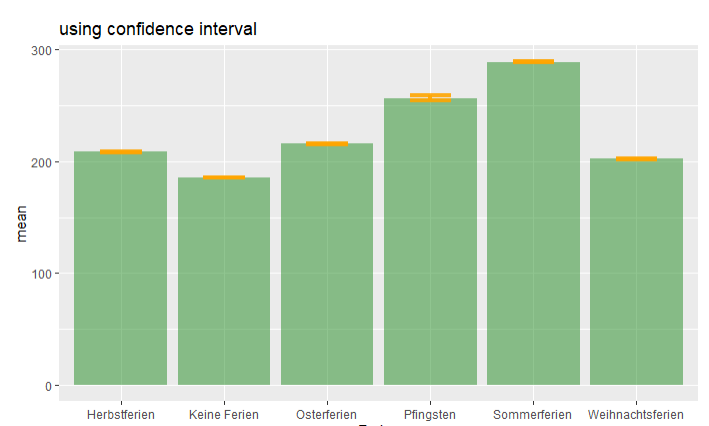 using confidence interval
300
200
100
0
mean
Herbstferien Keine Ferien Osterferien Pfingsten Sommerferien Weihnachtsferien